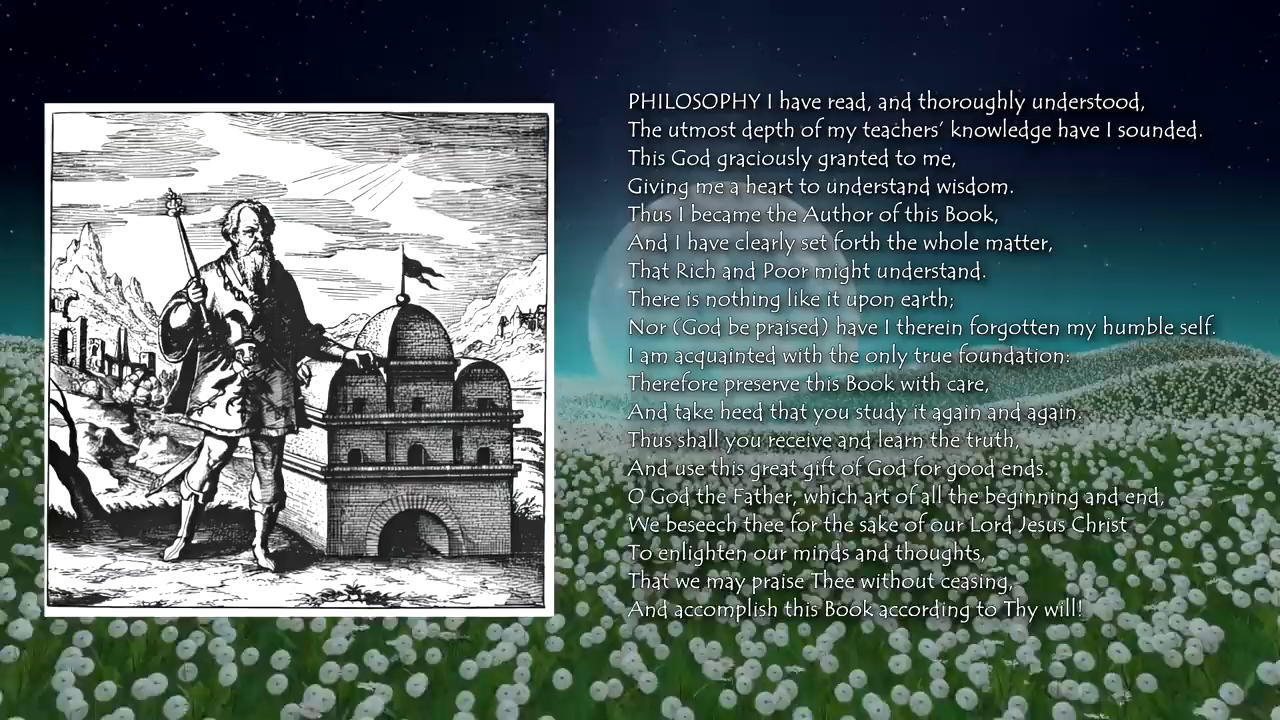 PHILOSOPHY I have read, and thoroughly understood,
The utmost depth of my teachers' knowledge have I sounded.
This God graciously granted to me,
Giving me a heart to understand wisdom.
Thus I became the Author of this Book,
And I have clearly set forth the whole matter,
That Rich and Poor might understand.
There is nothing like it upon earth;
Nor (God be praised) have I therein forgotten my humble self.
I am acquainted with the only true foundation:
Therefore preserve this Book with care,
And take heed that you study it again and again.
Thus shall you receive and learn the truth,
And use this great gift of God for good ends.
O God the Father, which art of all the beginning and end,
We beseech thee for the sake of our Lord Jesus Christ
To enlighten our minds and thoughts,
That we may praise Thee without ceasing,
And accomplish this Book according to Thy will!